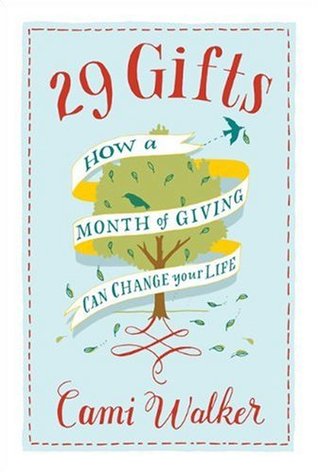 29 Gifts
HOW a
MONTH of GIVING
CAN CHANGE your LIFE
Cami Walker